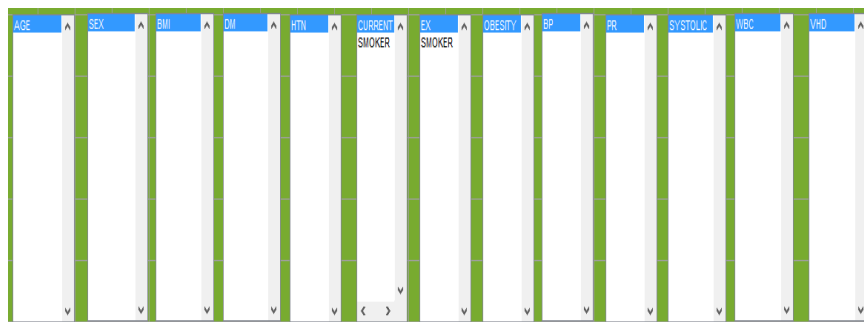 AGE SEX BMI DM HTN CURRENT EX OBESITY BP PR SYSTOLIC WBC VHD
SMOKER SMOKER